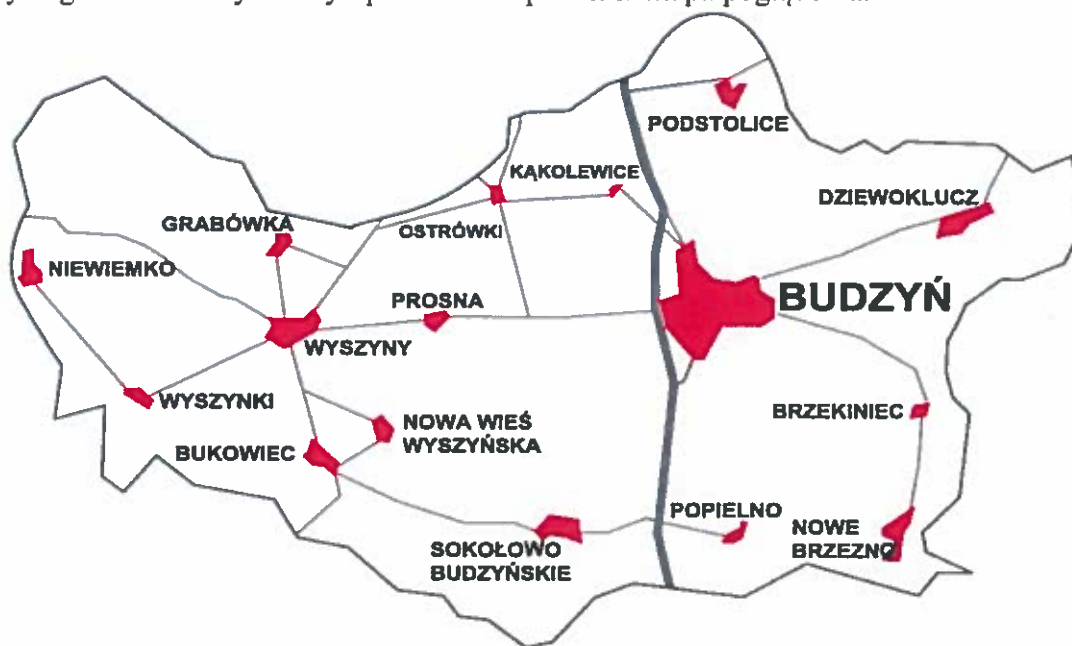 PODSTOLICE
KĄKOLEWICE
DZIEWOKLUCZ
GRABÓWKA
OSTRÓWKI
NIEWIEMKO
PROSNA
BUDZYŃ
WYSZYNY
WYSZYNKI
BRZEKINIEC
NOWA WIEŚ
WYSZYŃSKA
BUKOWIEC
POPIELNO
NOWE
BRZEZNO
SOKOŁOWO
BUDZYŃSKIE